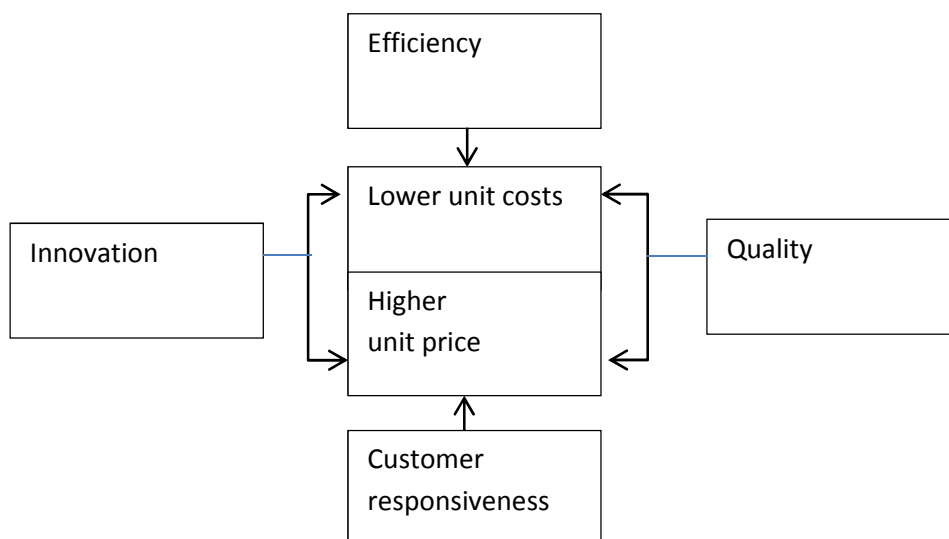 Efficiency
Lower unit costs
Innovation
Quality
Higher
unit price
Customer
responsiveness